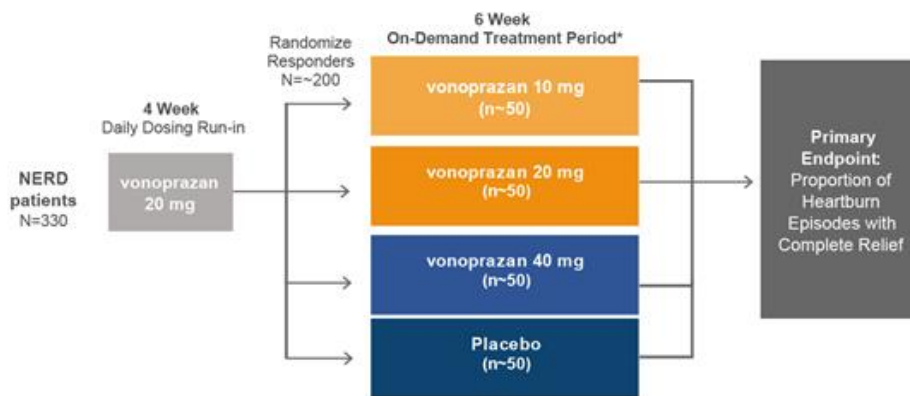 6 Week
On-Demand Treatment Period*
Randomize
Responders
N=~200
4 Week
Daily Dosing Run-in
NERD
patients
N=330
vonoprazan
20 mg
vonoprazan 10 mg
(n~50)
vonoprazan 20 mg
(n~50)
vonoprazan 40 mg
(n~50)
Placebo
(n~50)
Primary
Endpoint:
Proportion of
Heartburn
Episodes with
Complete Relief